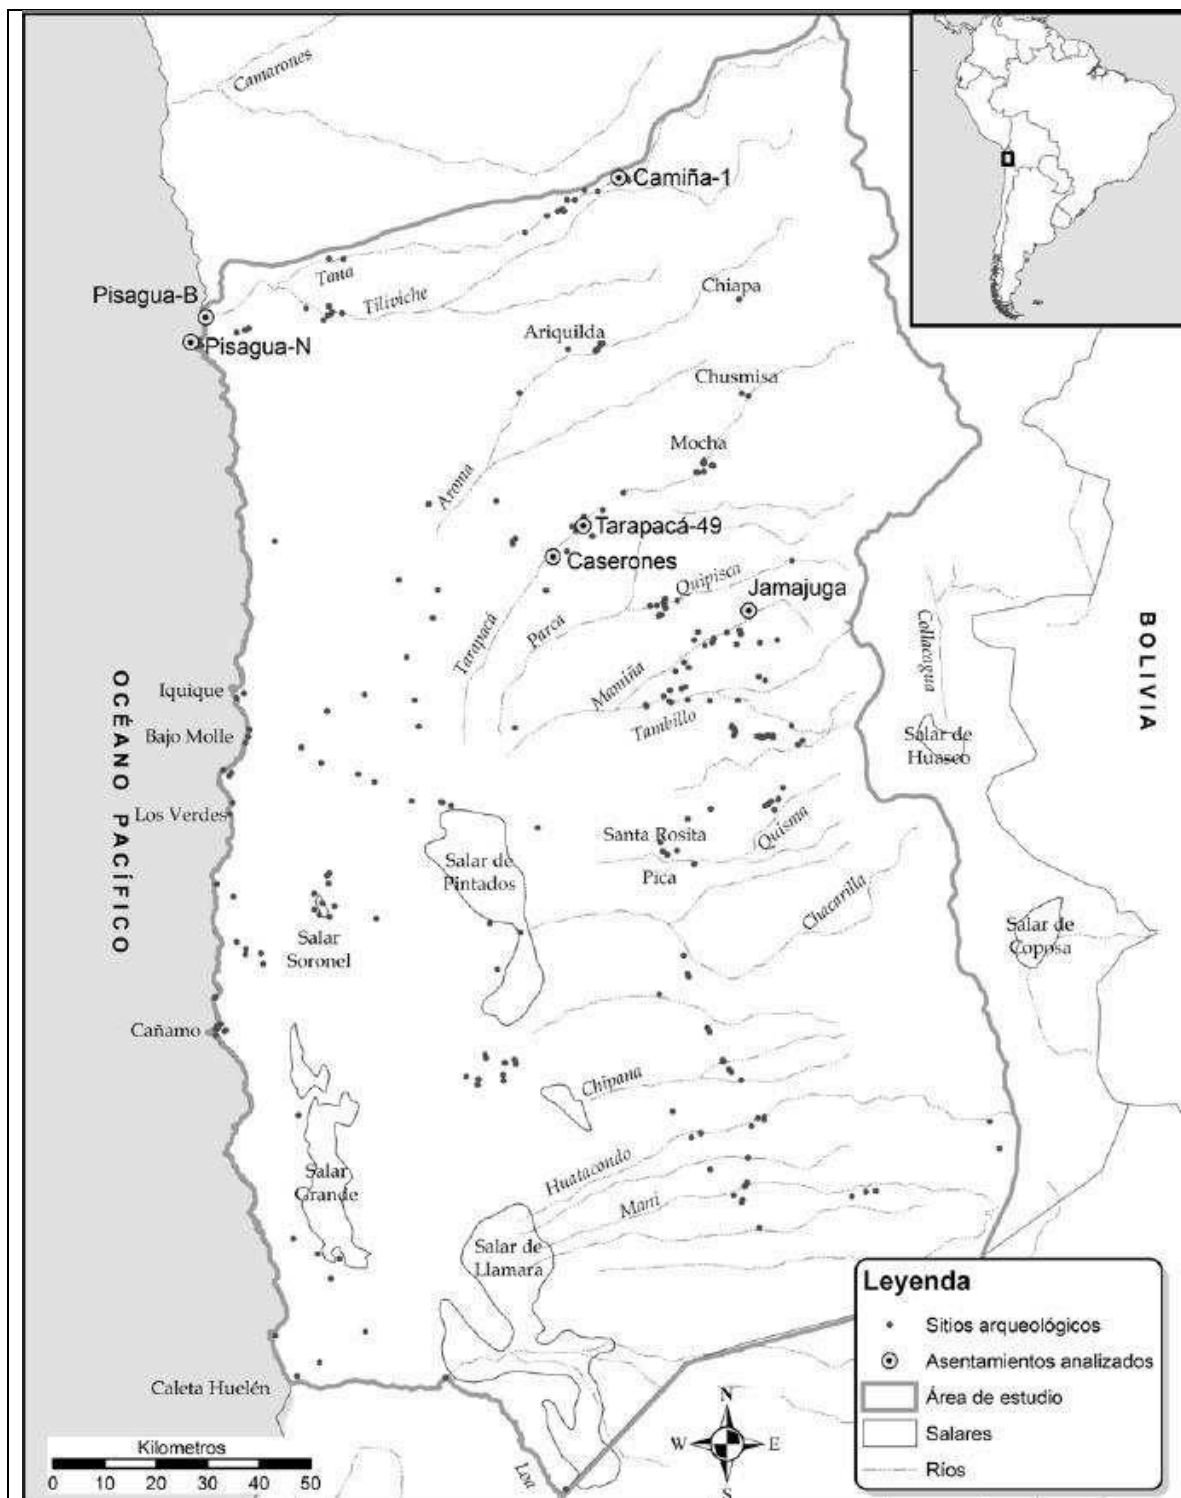 Camarones
Camiña-1
Tana
Pisagua-B
Tiliviche
Chiapa
Pisagua-N
Ariquilda
Chusmisa
Mocha
Aroma
Tarapacá-49
Caserones
Quipisca
Jamajuga
Parca
Tarapacá
Collacagua
BOLIVIA
OCÉANO PACÍFICO
Iquique
Mamiña
Bajo Molle
Tambillo
Salar de
Huasco
Los Verdes
Santa Rosita
Quisma
Salar de
Pintados
Pica
Chacarilla
Salar
Soronel
Salar de
Coposa
Cañamo
Chipana
Salar
Grande
Huatacondo
Mani
Salar de
Llamara
Caleta Huelén
Loa
Leyenda
Sitios arqueológicos
Asentamientos analizados
Área de estudio
Salares
Ríos
N
W E
S
Kilometros
0 10 20 30 40 50